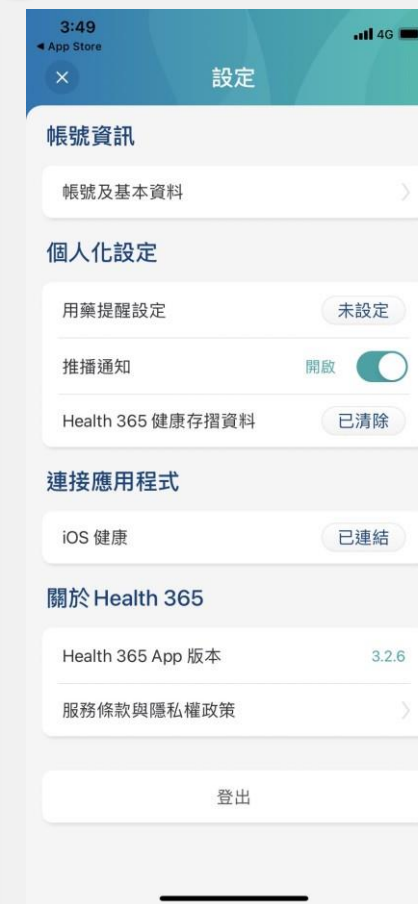 3:49
4G
◀ App Store
設定
帳號資訊
帳號及基本資料
個人化設定
用藥提醒設定 未設定
推播通知 開啟
Health 365 健康存摺資料 已清除
連接應用程式
iOS 健康 已連結
關於 Health 365
Health 365 App 版本 3.2.6
服務條款與隱私權政策
登出